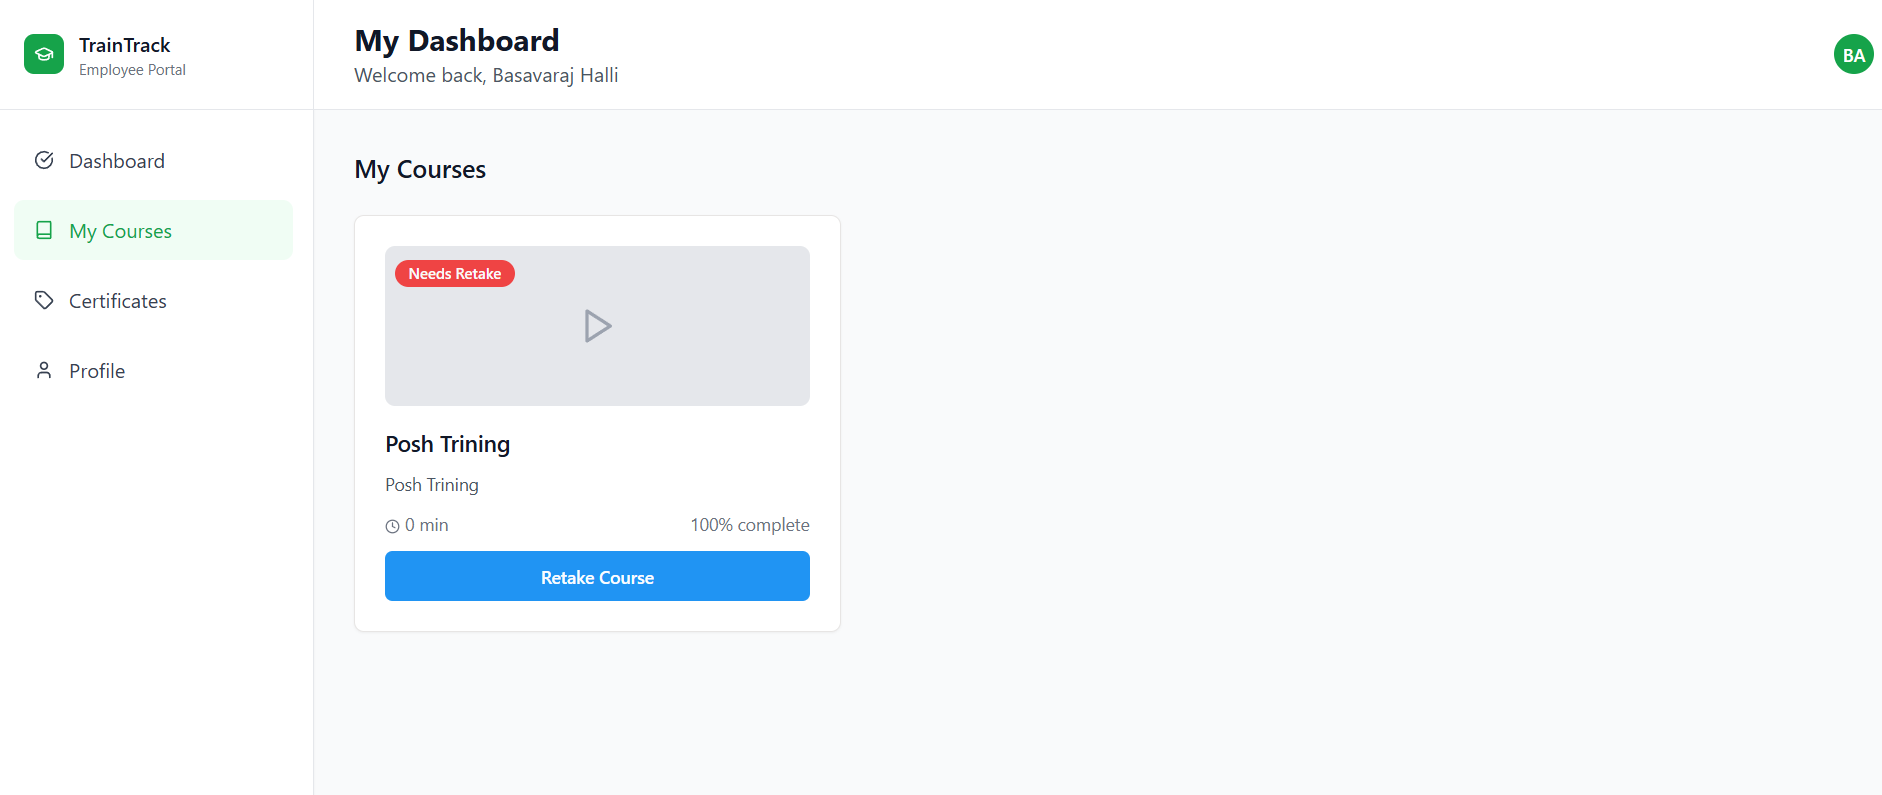 TrainTrack
Employee Portal
My Dashboard
Welcome back, Basavaraj Halli
BA
Dashboard
My Courses
Certificates
Profile
My Courses
Needs Retake
Posh Trining
Posh Trining
0 min
100% complete
Retake Course